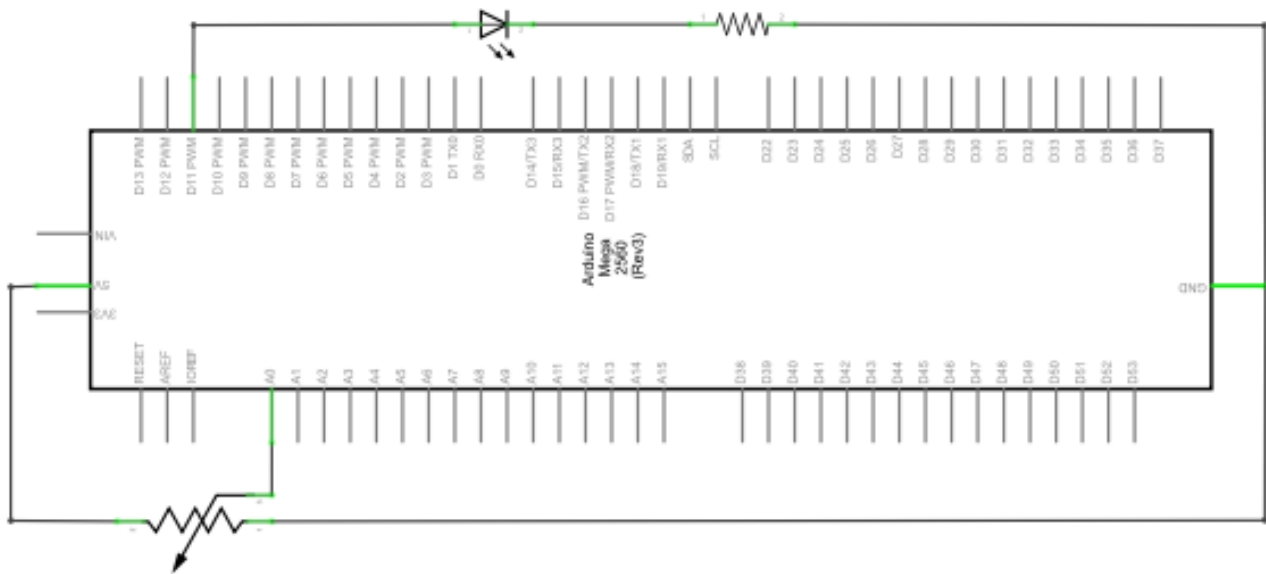 D13 PWM
D12 PWM
D11 PWM
D10 PWM
D9 PWM
D8 PWM
D7 PWM
D6 PWM
D5 PWM
D4 PWM
D2 PWM
D3 PWM
D1 TX0
D0 RX0
D14/TX3
D15/RX3
D16 PWM/TX2
D17 PWM/RX2
D18/TX1
D19/RX1
SDA
SCL
D22
D23
D24
D25
D26
D27
D28
D29
D30
D31
D32
D33
D34
D35
D36
D37
VIN
5V
3V3
Arduino
Mega
2560
(Rev3)
GND
RESET
AREF
IOREF
A0
A1
A2
A3
A4
A5
A6
A7
A8
A9
A10
A11
A12
A13
A14
A15
D38
D39
D40
D41
D42
D43
D44
D45
D46
D47
D48
D49
D50
D51
D52
D53